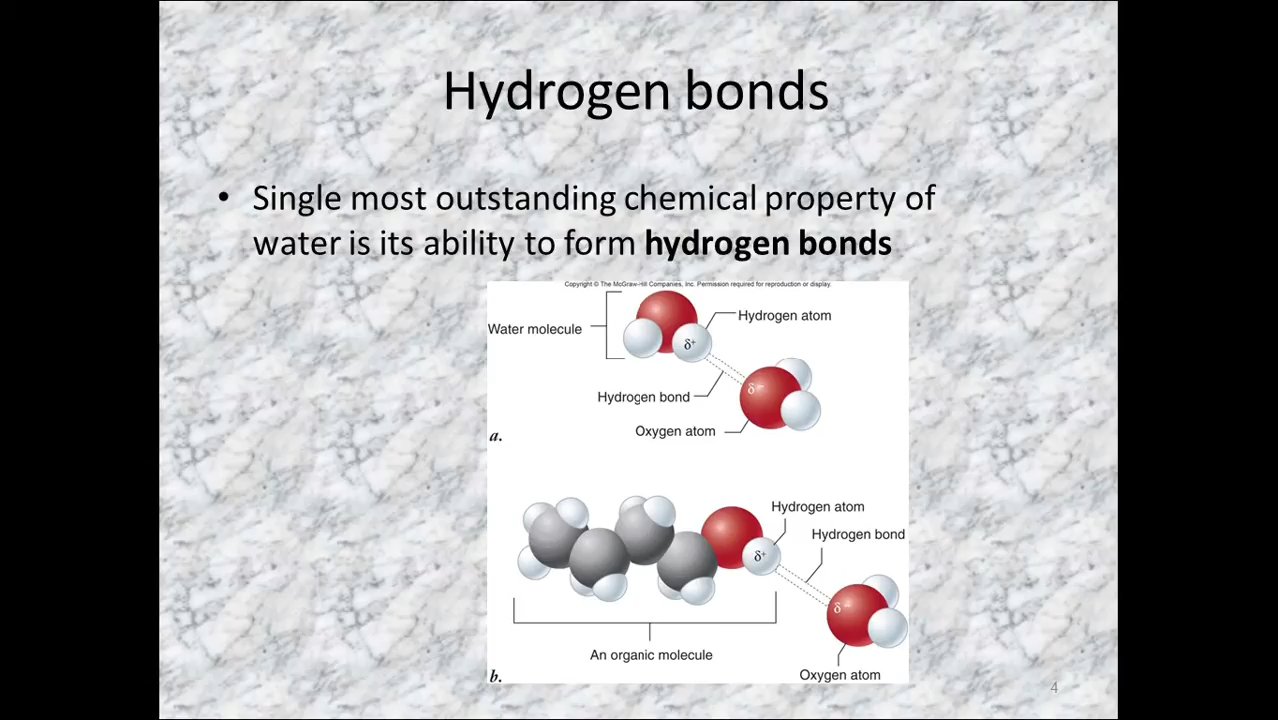 Hydrogen bonds
• Single most outstanding chemical property of
water is its ability to form hydrogen bonds
Copyright © The McGraw-Hill Companies, Inc. Permission required for reproduction or display.
Hydrogen atom
Water molecule
δ+
δ−
Hydrogen bond
Oxygen atom
a.
Hydrogen atom
Hydrogen bond
δ+
δ−
An organic molecule
Oxygen atom
b.
4